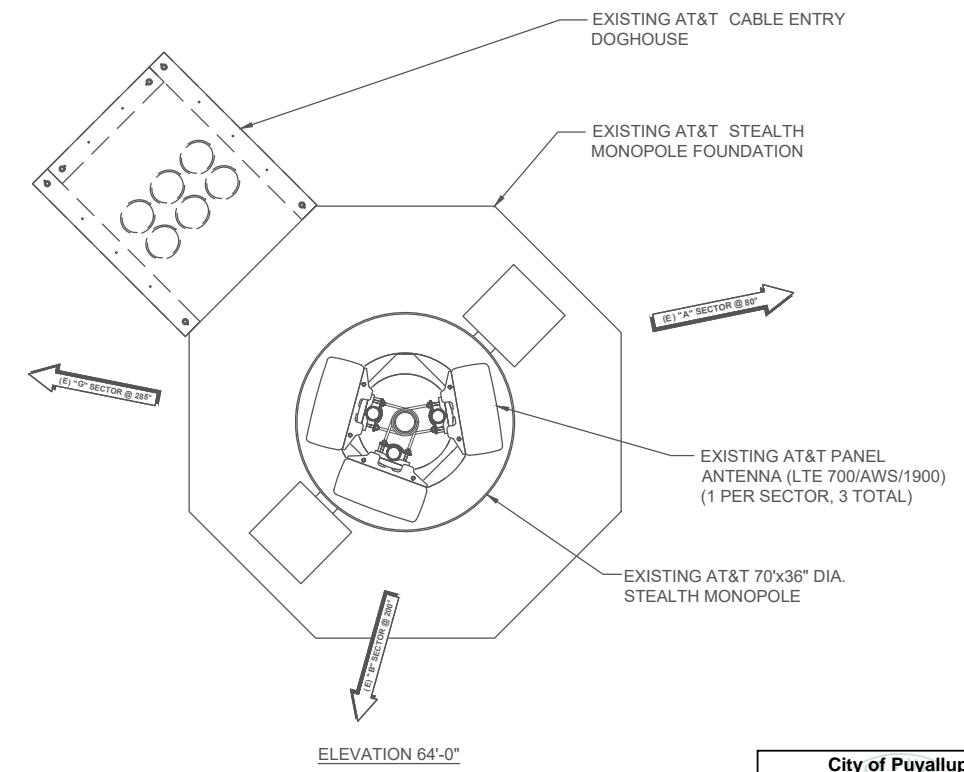 EXISTING AT&T CABLE ENTRY
DOGHOUSE
EXISTING AT&T STEALTH
MONOPOLE FOUNDATION
(E) "A" SECTOR @ 80°
(E) "G" SECTOR @ 285°
EXISTING AT&T PANEL
ANTENNA (LTE 700/AWS/1900)
(1 PER SECTOR, 3 TOTAL)
EXISTING AT&T 70'x36" DIA.
STEALTH MONOPOLE
(E) "B" SECTOR @ 200°
ELEVATION 64'-0"
City of Puyallup